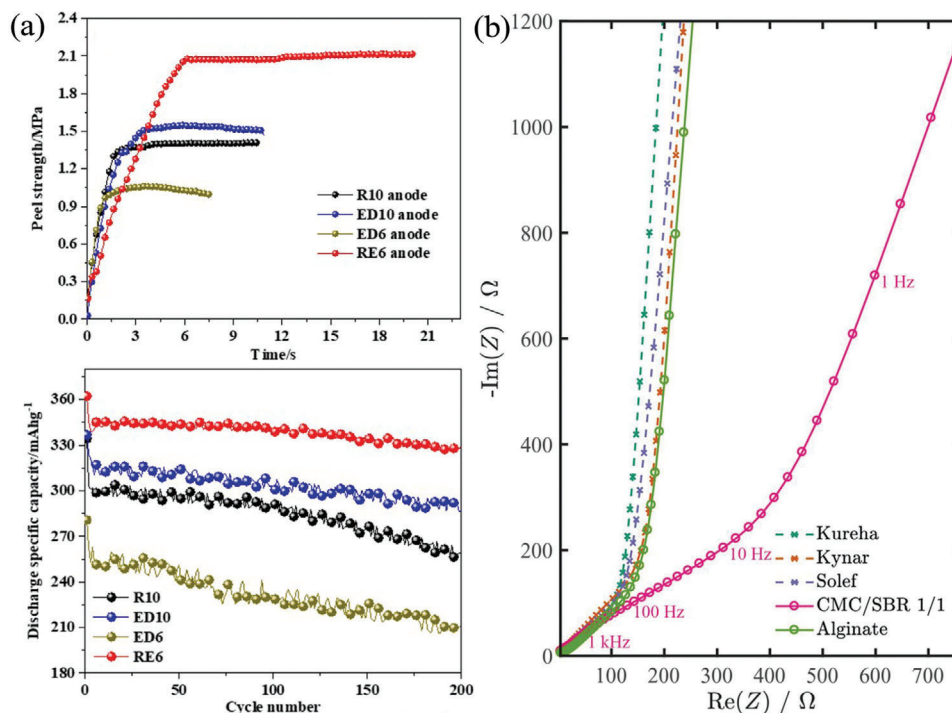 (a)
2.4
2.1
1.8
1.5
1.2
0.9
0.6
0.3
0.0
Peel strength/MPa
R10 anode
ED10 anode
ED6 anode
RE6 anode
0 3 6 9 12 15 18 21
Time/s
360
330
300
270
240
210
180
Discharge specific capacity/mAhg⁻¹
R10
ED10
ED6
RE6
0 50 100 150 200
Cycle number
(b)
-1200
1000
800
600
400
200
0
-Im(Z) / Ω
1 Hz
10 Hz
100 Hz
1 kHz
Kureha
Kynar
Solef
CMC/SBR 1/1
Alginate
100 200 300 400 500 600 700
Re(Z) / Ω